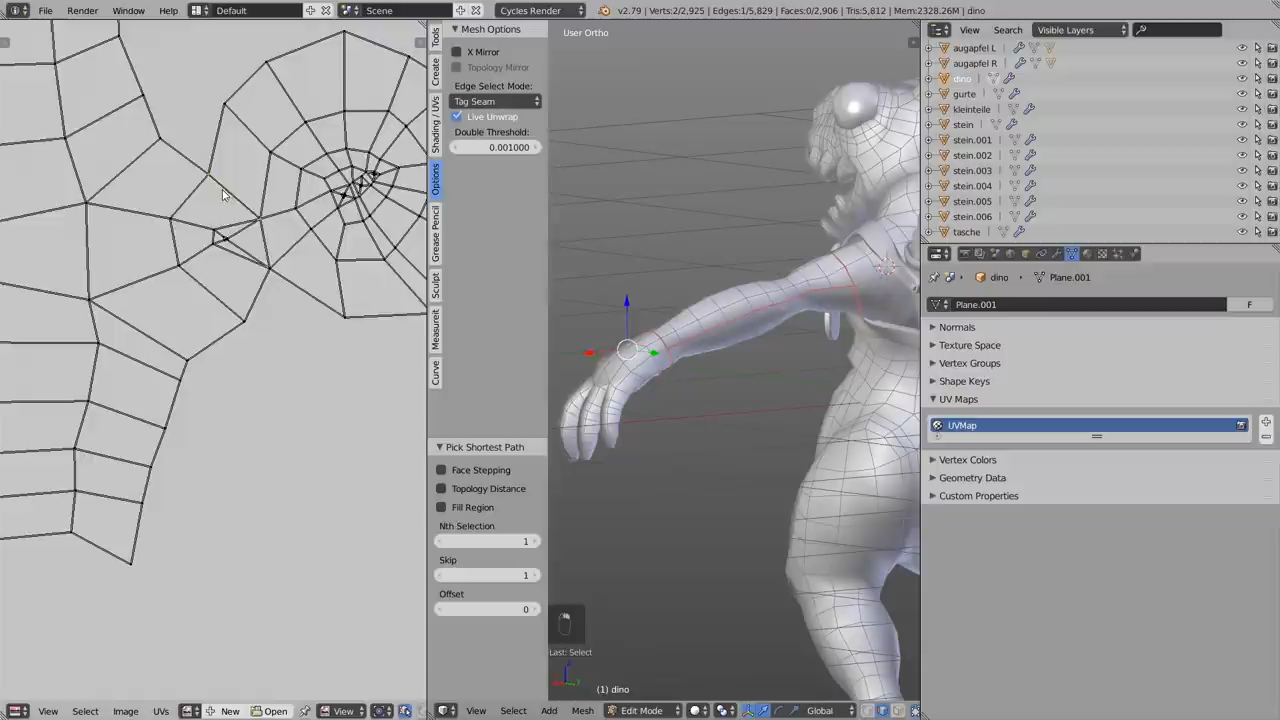 File Render Window Help Default Scene Cycles Render v2.79 | Verts:2/2,925 | Edges:1/5,829 | Faces:0/2,906 | Tris:5,812 | Mem:2328.26M | dino
Tools
Create
Shading / UVs
Options
Grease Pencil
Sculpt
Measureit
Curve
Mesh Options
X Mirror
Topology Mirror
Edge Select Mode:
Tag Seam
Live Unwrap
Double Threshold:
0.001000
Pick Shortest Path
Face Stepping
Topology Distance
Fill Region
Nth Selection
1
Skip
1
Offset
0
User Ortho
Last: Select
(1) dino
View Search Visible Layers
augapfel L
augapfel R
dino
gurte
kleinteile
stein
stein.001
stein.002
stein.003
stein.004
stein.005
stein.006
tasche
dino Plane.001
Plane.001 F
Normals
Texture Space
Vertex Groups
Shape Keys
UV Maps
UVMap
Vertex Colors
Geometry Data
Custom Properties
View Select Image UVs New Open View
View Select Add Mesh Edit Mode Global